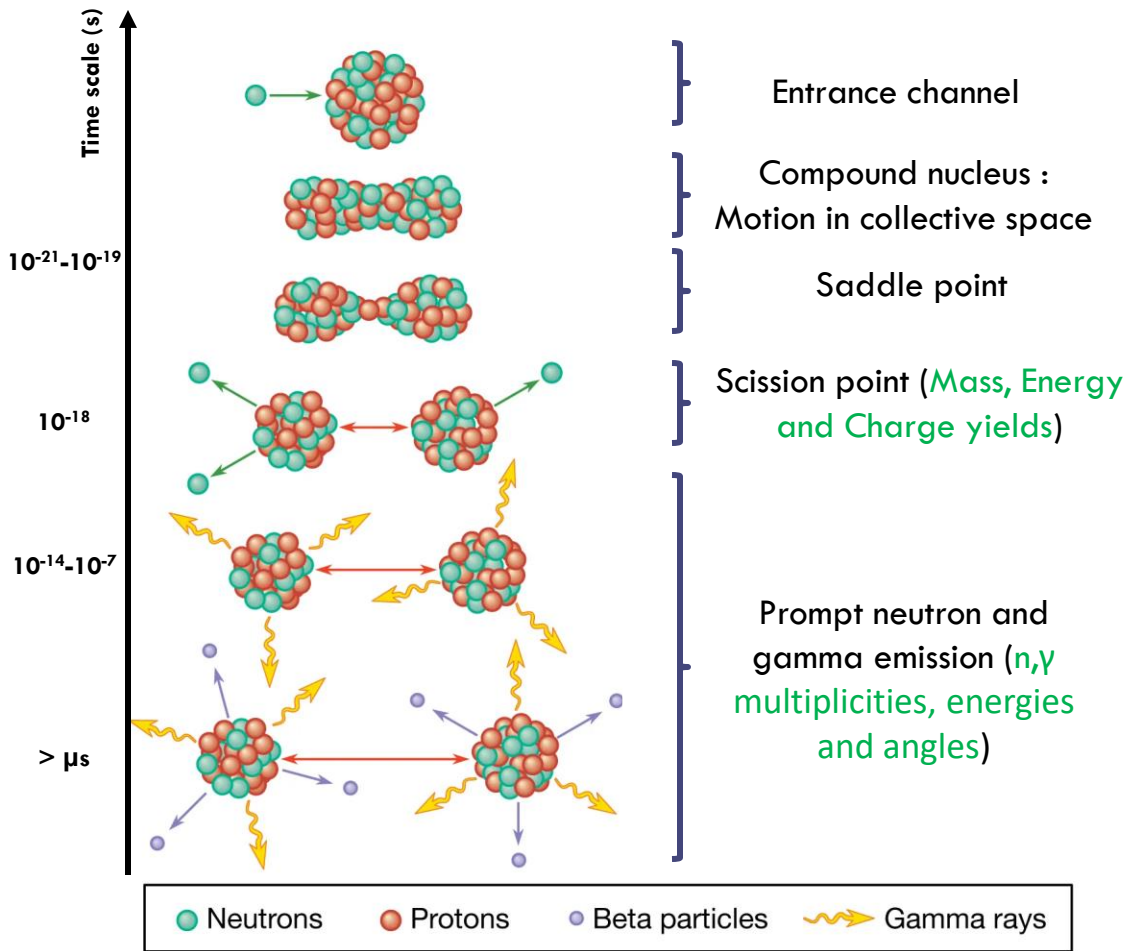 Time scale (s)
Entrance channel
Compound nucleus :
Motion in collective space
10⁻²¹-10⁻¹⁹
Saddle point
Scission point (Mass, Energy
and Charge yields)
10⁻¹⁸
10⁻¹⁴-10⁻⁷
Prompt neutron and
gamma emission (n,γ
multiplicities, energies
and angles)
> μs
Neutrons
Protons
Beta particles
Gamma rays